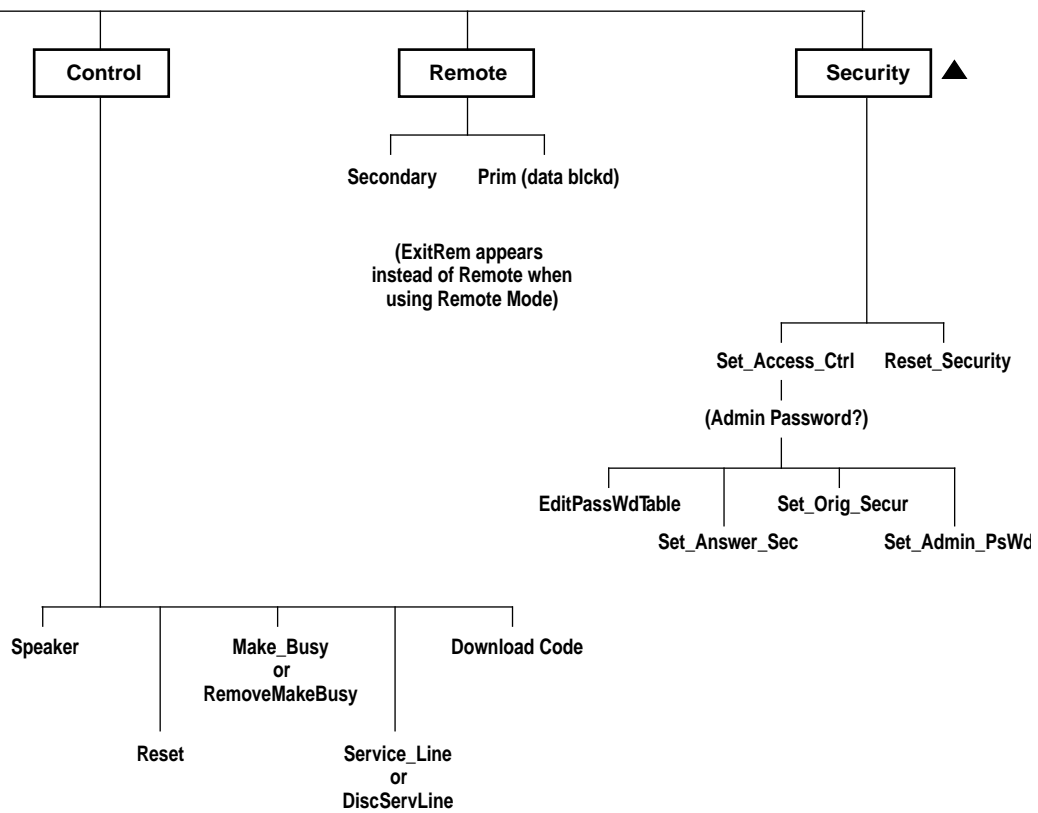 Control
Remote
Security
Secondary
Prim (data blckd)
(ExitRem appears
instead of Remote when
using Remote Mode)
Set_Access_Ctrl
Reset_Security
(Admin Password?)
EditPassWdTable
Set_Orig_Secur
Set_Answer_Sec
Set_Admin_PsWd
Speaker
Make_Busy
or
RemoveMakeBusy
Download Code
Reset
Service_Line
or
DiscServLine